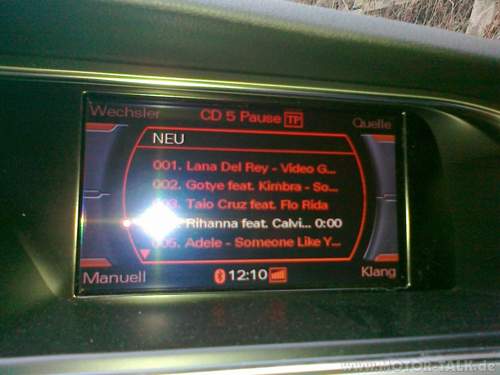 Wechsler CD 5 Pause TP Quelle
NEU
001. Lana Del Rey - Video G...
002. Gotye feat. Kimbra - So...
Taio Cruz feat. Flo Rida
Rihanna feat. Calvi... 0:00
005. Adele - Someone Like Y...
Manuell 12:10 Klang
www.MOTOR-TALK.de